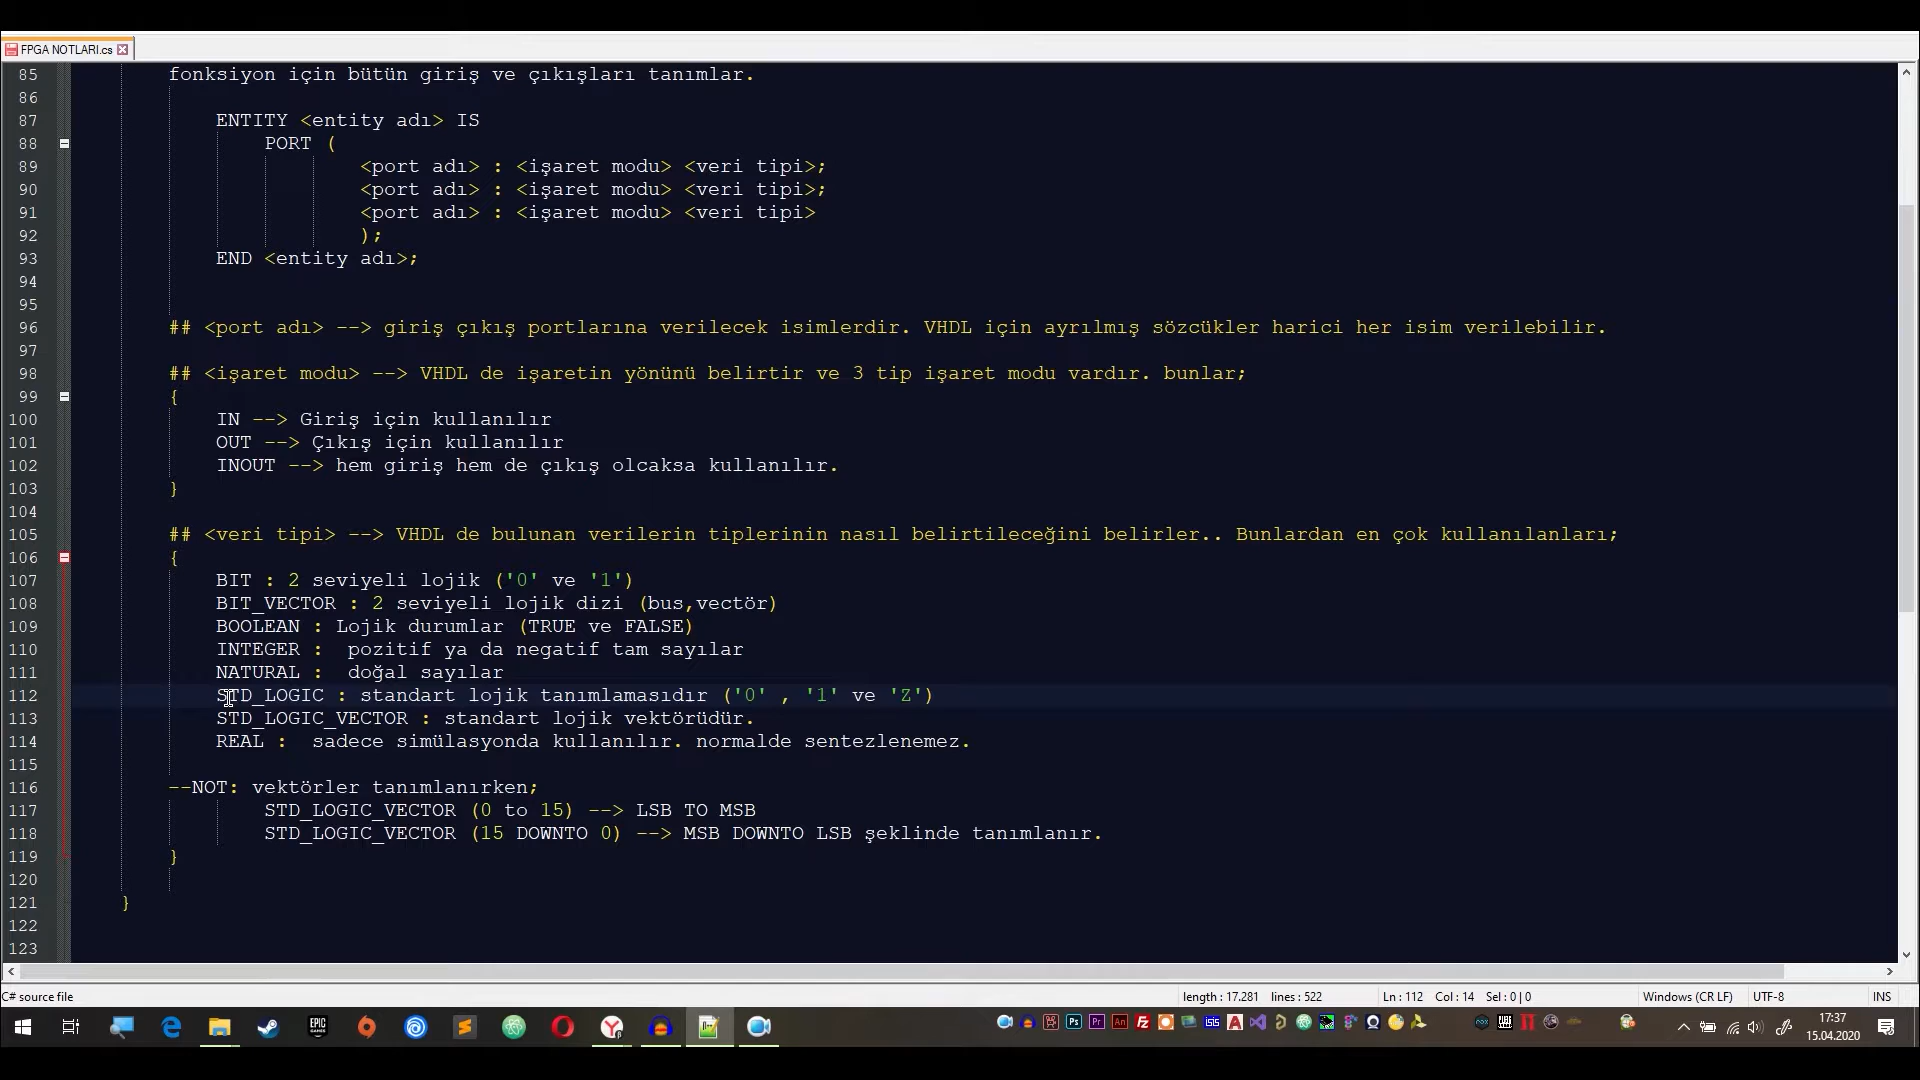 FPGA NOTLARI.cs
85 fonksiyon için bütün giriş ve çıkışları tanımlar.
86
87 ENTITY <entity adı> IS
88 PORT (
89 <port adı> : <işaret modu> <veri tipi>;
90 <port adı> : <işaret modu> <veri tipi>;
91 <port adı> : <işaret modu> <veri tipi>
92 );
93 END <entity adı>;
94
95
96 ## <port adı> --> giriş çıkış portlarına verilecek isimlerdir. VHDL için ayrılmış sözcükler harici her isim verilebilir.
97
98 ## <işaret modu> --> VHDL de işaretin yönünü belirtir ve 3 tip işaret modu vardır. bunlar;
99 {
100 IN --> Giriş için kullanılır
101 OUT --> Çıkış için kullanılır
102 INOUT --> hem giriş hem de çıkış olcaksa kullanılır.
103 }
104
105 ## <veri tipi> --> VHDL de bulunan verilerin tiplerinin nasıl belirtileceğini belirler.. Bunlardan en çok kullanılanları;
106 {
107 BIT : 2 seviyeli lojik ('0' ve '1')
108 BIT_VECTOR : 2 seviyeli lojik dizi (bus,vectör)
109 BOOLEAN : Lojik durumlar (TRUE ve FALSE)
110 INTEGER :  pozitif ya da negatif tam sayılar
111 NATURAL :  doğal sayılar
112 STD_LOGIC : standart lojik tanımlamasıdır ('0' , '1' ve 'Z')
113 STD_LOGIC_VECTOR : standart lojik vektörüdür.
114 REAL :  sadece simülasyonda kullanılır. normalde sentezlenemez.
115
116 --NOT: vektörler tanımlanırken;
117 STD_LOGIC_VECTOR (0 to 15) --> LSB TO MSB
118 STD_LOGIC_VECTOR (15 DOWNTO 0) --> MSB DOWNTO LSB şeklinde tanımlanır.
119 }
120
121 }
122
123
C# source file length : 17.281 lines : 522 Ln : 112 Col : 14 Sel : 0 | 0 Windows (CR LF) UTF-8 INS
EPIC GAMES Ps Pr An 17:37
15.04.2020